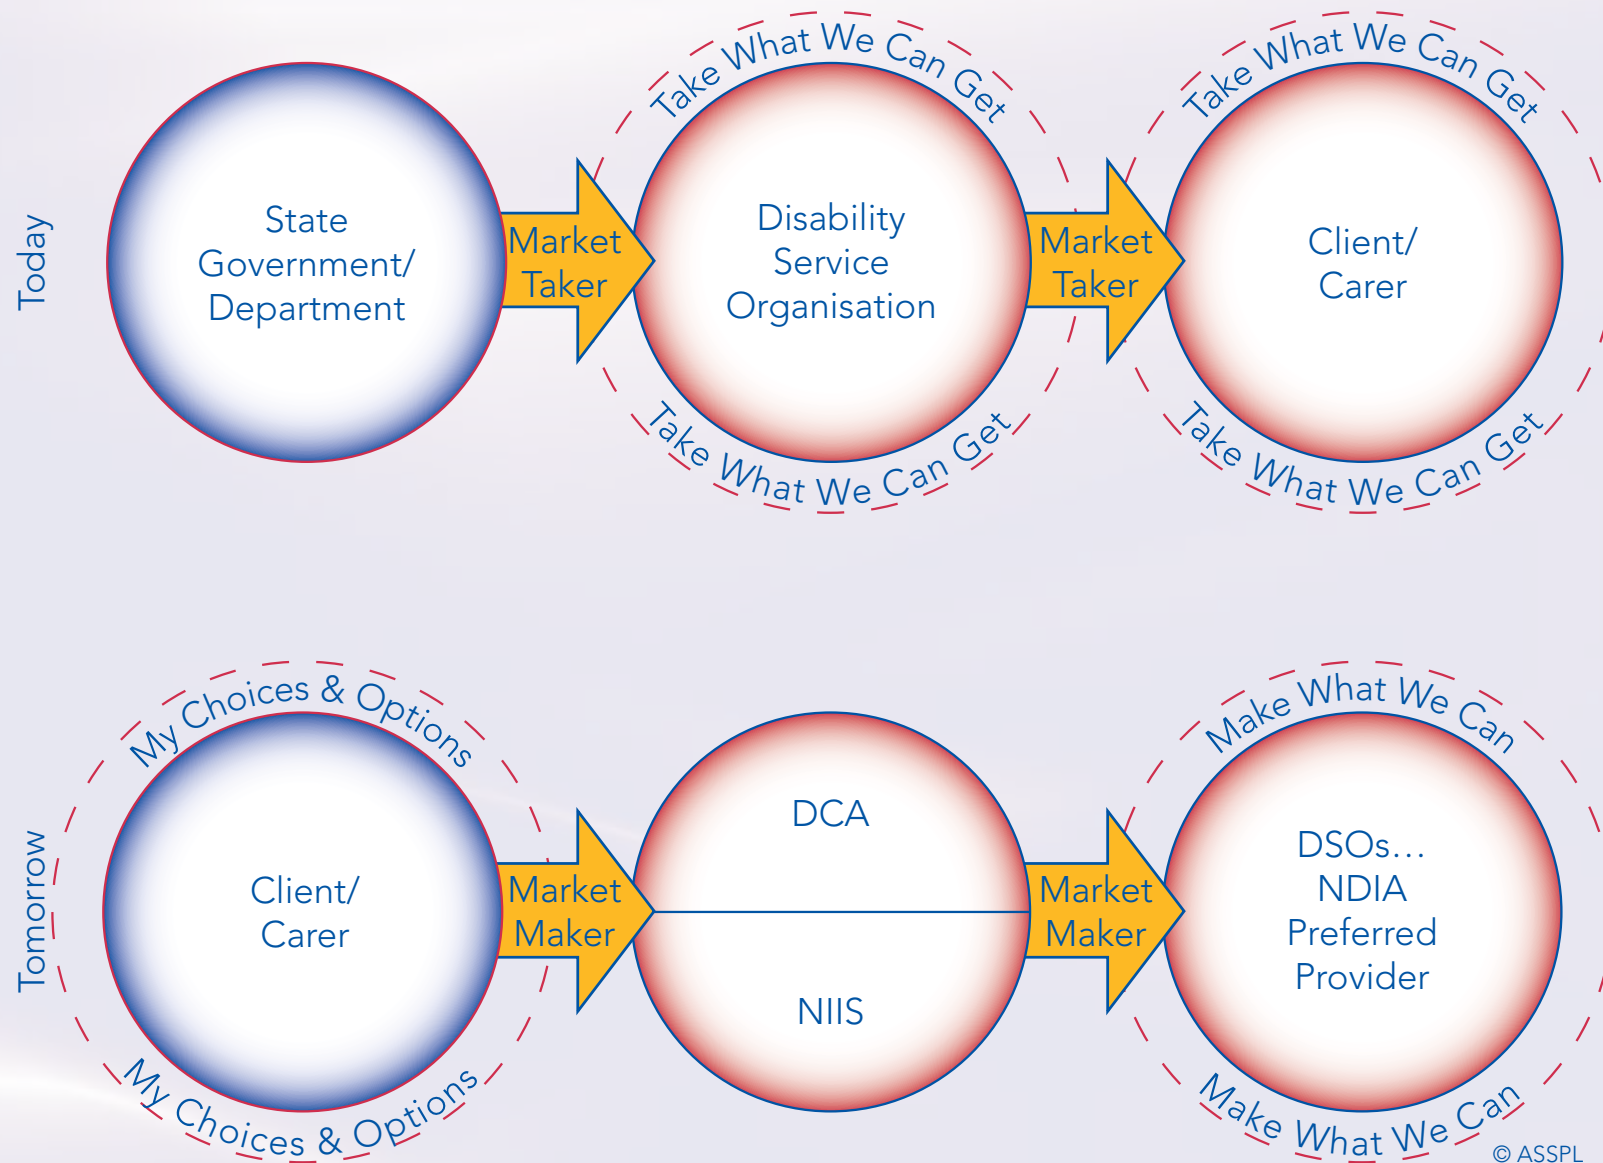 Today
Take What We Can Get
Take What We Can Get
State
Government/
Department
Market
Taker
Disability
Service
Organisation
Market
Taker
Client/
Carer
Take What We Can Get
Take What We Can Get
Tomorrow
My Choices & Options
Make What We Can
Client/
Carer
Market
Maker
DCA
NIIS
Market
Maker
DSOs...
NDIA
Preferred
Provider
My Choices & Options
Make What We Can
© ASSPL